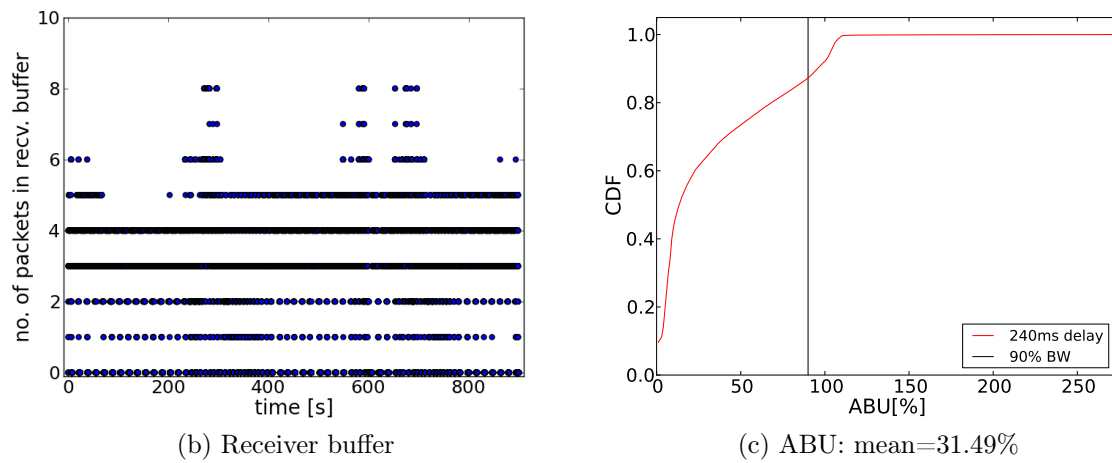 no. of packets in recv. buffer
10
8
6
4
2
0
0
200
400
600
800
time [s]
(b) Receiver buffer
CDF
1.0
0.8
0.6
0.4
0.2
0.0
0
50
100
150
200
250
ABU[%]
240ms delay
90% BW
(c) ABU: mean=31.49%